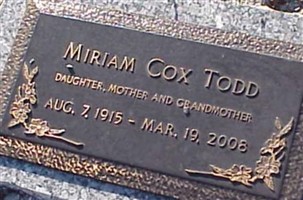 Miriam Cox Todd
Daughter, Mother and Grandmother
Aug. 7, 1915 - Mar. 19, 2008